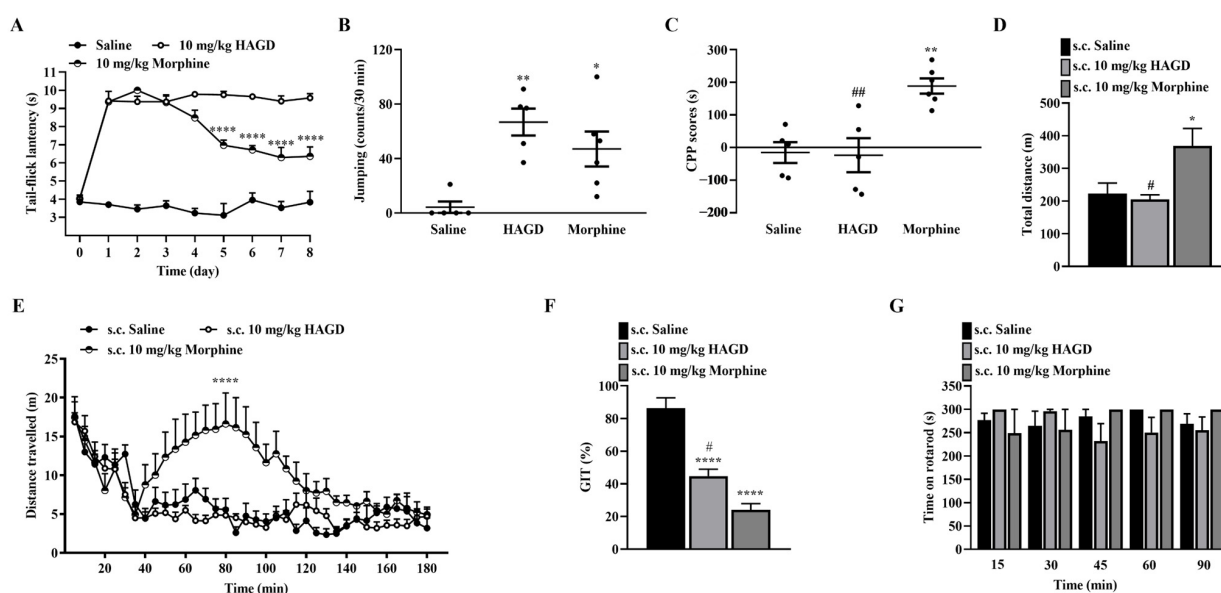 A
Saline
10 mg/kg HAGD
10 mg/kg Morphine
Tail-flick lantency (s)
11
10
9
8
7
6
5
4
3
****
****
****
****
0 1 2 3 4 5 6 7 8
Time (day)
B
Jumping (counts/30 min)
120
80
40
0
**
*
Saline HAGD Morphine
C
CPP scores (s)
300
200
100
0
−100
−200
##
**
Saline HAGD Morphine
D
s.c. Saline
s.c. 10 mg/kg HAGD
s.c. 10 mg/kg Morphine
Total distance (m)
500
400
300
200
100
0
#
*
E
s.c. Saline
s.c. 10 mg/kg HAGD
s.c. 10 mg/kg Morphine
Distance travelled (m)
25
20
15
10
5
0
****
20 40 60 80 100 120 140 160 180
Time (min)
F
s.c. Saline
s.c. 10 mg/kg HAGD
s.c. 10 mg/kg Morphine
GIT (%)
100
80
60
40
20
0
#
****
****
G
s.c. Saline
s.c. 10 mg/kg HAGD
s.c. 10 mg/kg Morphine
Time on rotarod (s)
350
300
250
200
150
100
50
0
15 30 45 60 90
Time (min)